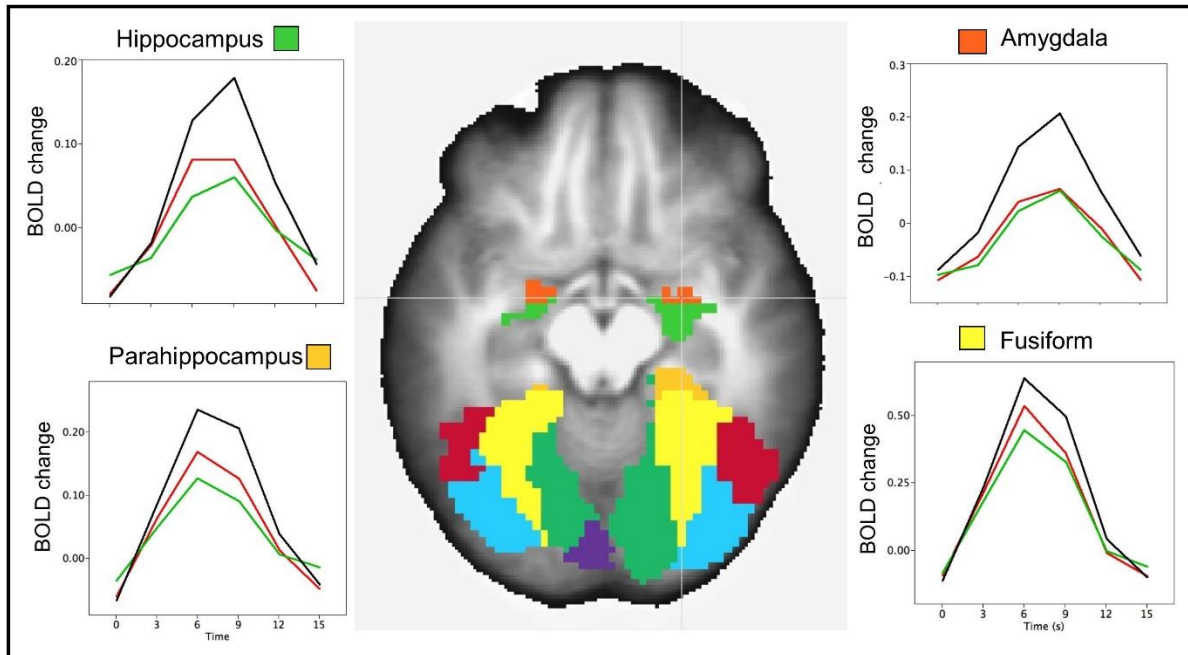 Hippocampus
0.20
0.10
0.00
BOLD change
Parahippocampus
0.20
0.10
0.00
BOLD change
0 3 6 9 12 15
Time
Amygdala
0.3
0.2
0.1
0
-0.1
BOLD change
Fusiform
0.50
0.25
0.00
BOLD change
0 3 6 9 12 15
Time (s)